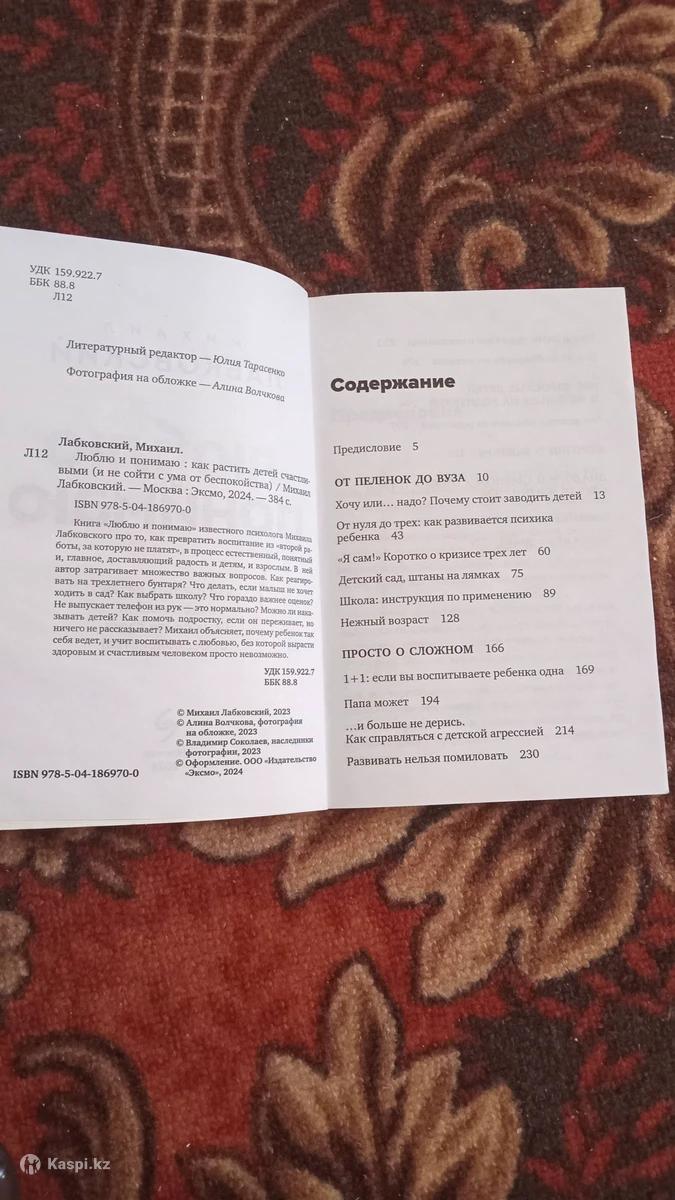 УДК 159.922.7
ББК 88.8
Л12
Литературный редактор — Юлия Тарасенко
Фотография на обложке — Алина Волчкова
Лабковский, Михаил.
Л12 Люблю и понимаю : как растить детей счастли-
выми (и не сойти с ума от беспокойства) / Михаил
Лабковский. — Москва : Эксмо, 2024. — 384 с.
ISBN 978-5-04-186970-0
Книга «Люблю и понимаю» известного психолога Михаила
Лабковского про то, как превратить воспитание из «второй ра-
боты, за которую не платят», в процесс естественный, понятный
и, главное, доставляющий радость и детям, и взрослым. В ней
автор затрагивает множество важных вопросов. Как реагиро-
вать на трехлетнего бунтаря? Что делать, если малыш не хочет
ходить в сад? Как выбрать школу? Что гораздо важнее оценок?
Не выпускает телефон из рук — это нормально? Можно ли нака-
зывать детей? Как помочь подростку, если он переживает, но
ничего не рассказывает? Михаил объясняет, почему ребенок так
себя ведет, и учит воспитывать с любовью, без которой вырасти
здоровым и счастливым человеком просто невозможно.
УДК 159.922.7
ББК 88.8
© Михаил Лабковский, 2023
© Алина Волчкова, фотография
на обложке, 2023
© Владимир Соколаев, наследники
фотографии, 2023
© Оформление. ООО «Издательство
«Эксмо», 2024
ISBN 978-5-04-186970-0
Содержание
Предисловие 5
ОТ ПЕЛЕНОК ДО ВУЗА 10
Хочу или... надо? Почему стоит заводить детей 13
От нуля до трех: как развивается психика
ребенка 43
«Я сам!» Коротко о кризисе трех лет 60
Детский сад, штаны на лямках 75
Школа: инструкция по применению 89
Нежный возраст 128
ПРОСТО О СЛОЖНОМ 166
1+1: если вы воспитываете ребенка одна 169
Папа может 194
...и больше не дерись.
Как справляться с детской агрессией 214
Развивать нельзя помиловать 230
Kaspi.kz